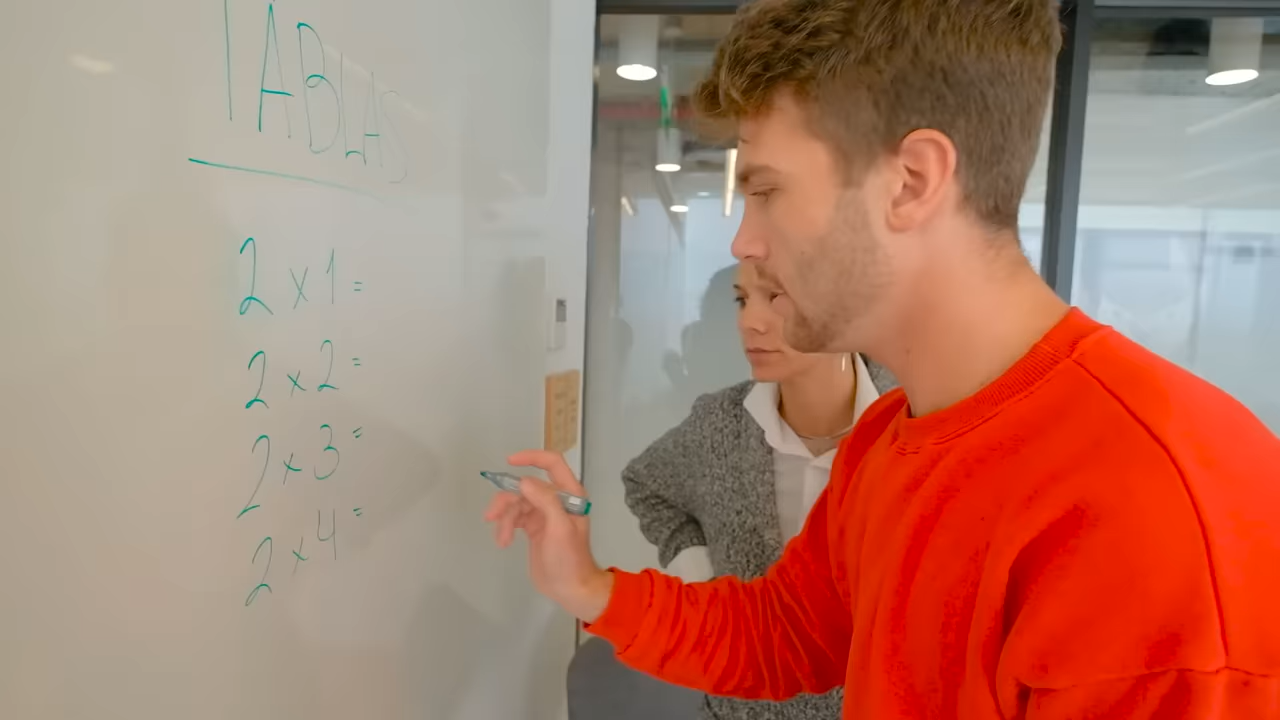 TABLAS
2 x 1 =
2 x 2 =
2 x 3 =
2 x 4 =